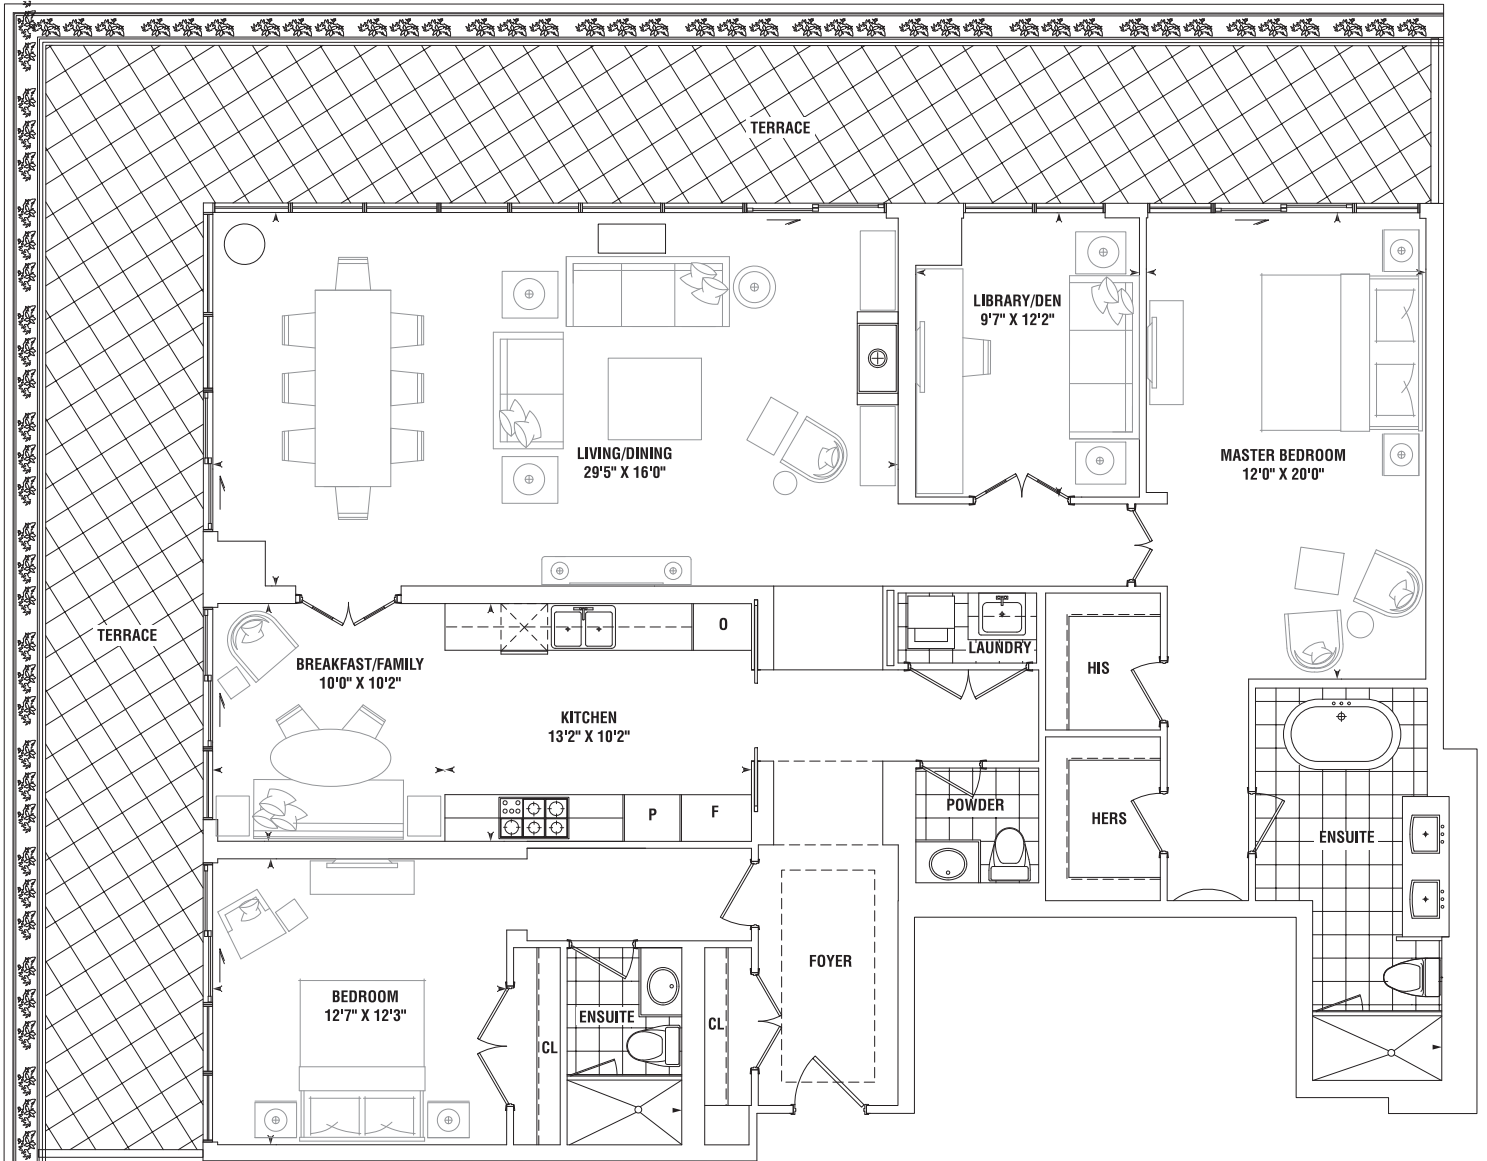 TERRACE
LIBRARY/DEN
9'7" X 12'2"
LIVING/DINING
29'5" X 16'0"
MASTER BEDROOM
12'0" X 20'0"
TERRACE
BREAKFAST/FAMILY
10'0" X 10'2"
O
LAUNDRY
HIS
KITCHEN
13'2" X 10'2"
P
F
POWDER
HERS
ENSUITE
FOYER
BEDROOM
12'7" X 12'3"
ENSUITE
CL
CL